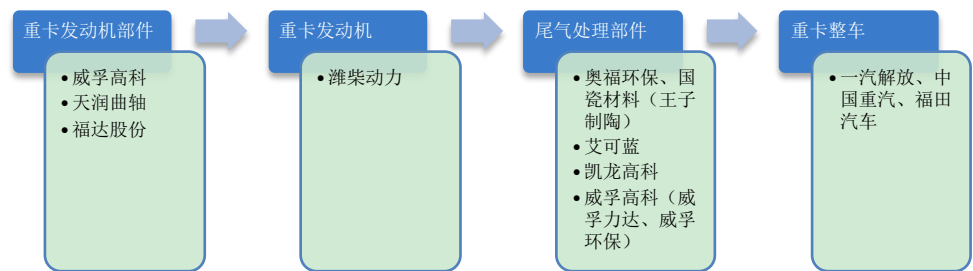 重卡发动机部件
• 威孚高科
• 天润曲轴
• 福达股份
重卡发动机
• 潍柴动力
尾气处理部件
• 奥福环保、国
瓷材料（王子
制陶）
• 艾可蓝
• 凯龙高科
• 威孚高科（威
孚力达、威孚
环保）
重卡整车
• 一汽解放、中
国重汽、福田
汽车